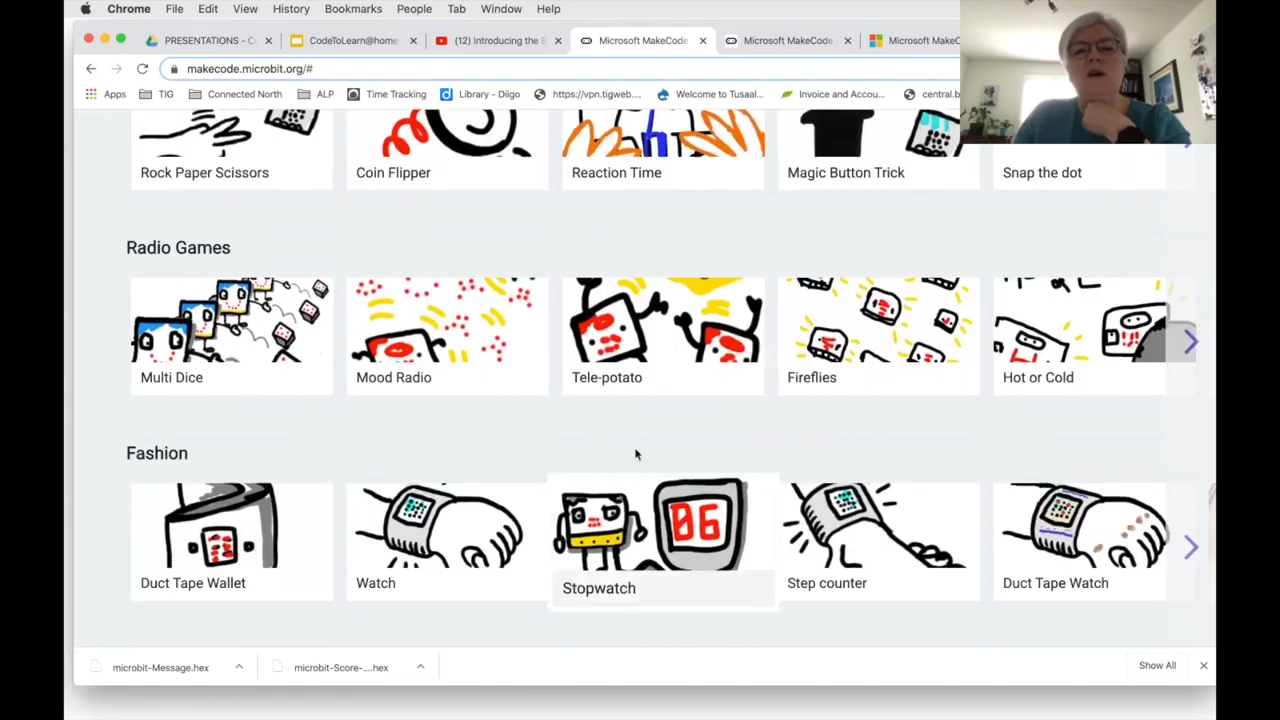 Chrome File Edit View History Bookmarks People Tab Window Help
PRESENTATIONS - C CodeToLearn@home (12) Introducing the Microsoft MakeCode Microsoft MakeCode Microsoft MakeC
makecode.microbit.org/#
Apps TIG Connected North ALP Time Tracking Library - Diigo https://vpn.tigweb.... Welcome to Tusaal... Invoice and Accou... central.b
Rock Paper Scissors Coin Flipper Reaction Time Magic Button Trick Snap the dot
Radio Games
Multi Dice Mood Radio Tele-potato Fireflies Hot or Cold
Fashion
06
Duct Tape Wallet Watch Stopwatch Step counter Duct Tape Watch
microbit-Message.hex microbit-Score-....hex Show All